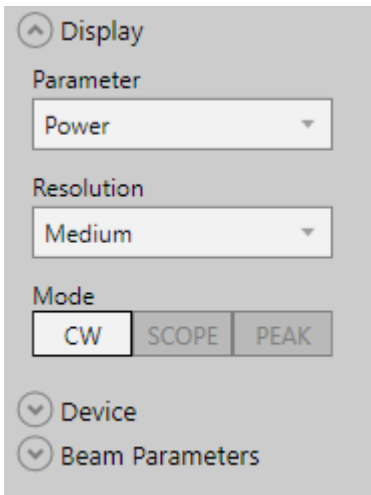 Display
Parameter
Power
Resolution
Medium
Mode
CW SCOPE PEAK
Device
Beam Parameters